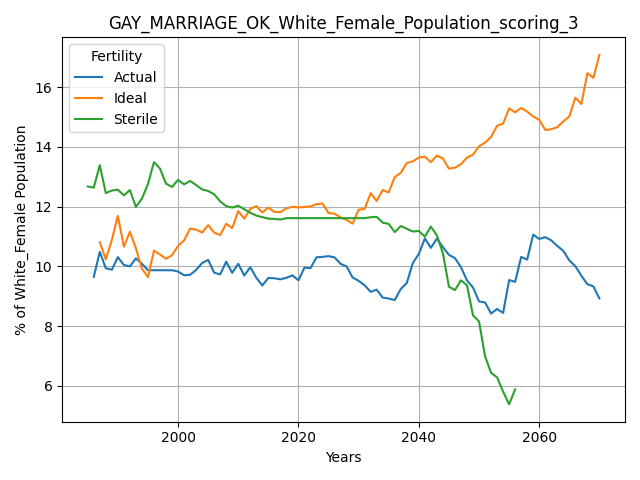 GAY_MARRIAGE_OK_White_Female_Population_scoring_3
Fertility
Actual
Ideal
Sterile
% of White_Female Population
16
14
12
10
8
6
2000
2020
2040
2060
Years